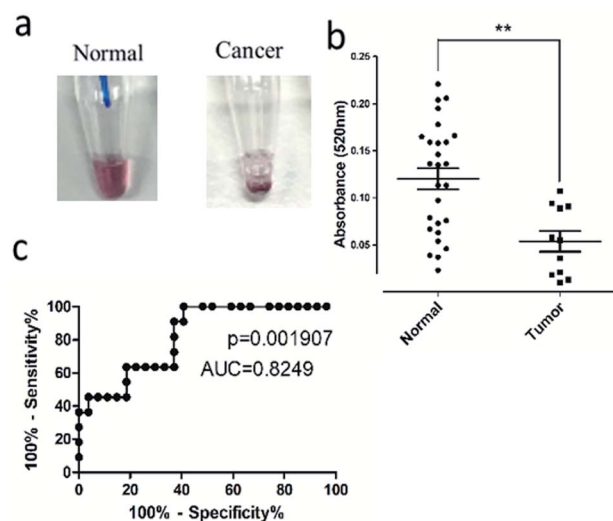 a
Normal
Cancer
b
**
Absorbance (520nm)
0.25
0.20
0.15
0.10
0.05
Normal
Tumor
c
100% - Sensitivity%
100
80
60
40
20
0
p=0.001907
AUC=0.8249
0
20
40
60
80
100
100% - Specificity%